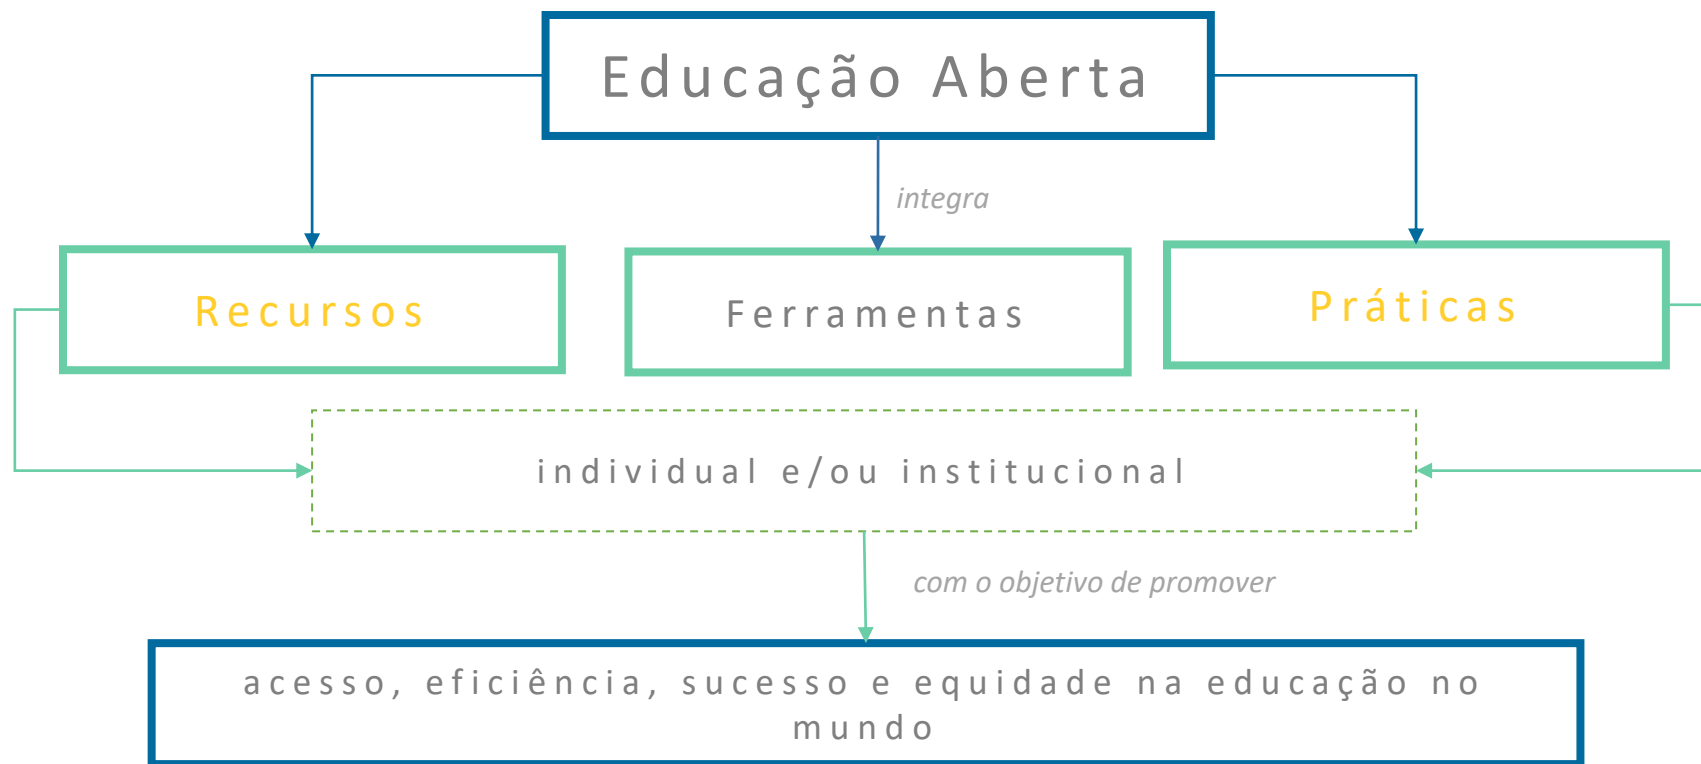 Educação Aberta
integra
Recursos
Ferramentas
Práticas
individual e/ou institucional
com o objetivo de promover
acesso, eficiência, sucesso e equidade na educação no
mundo